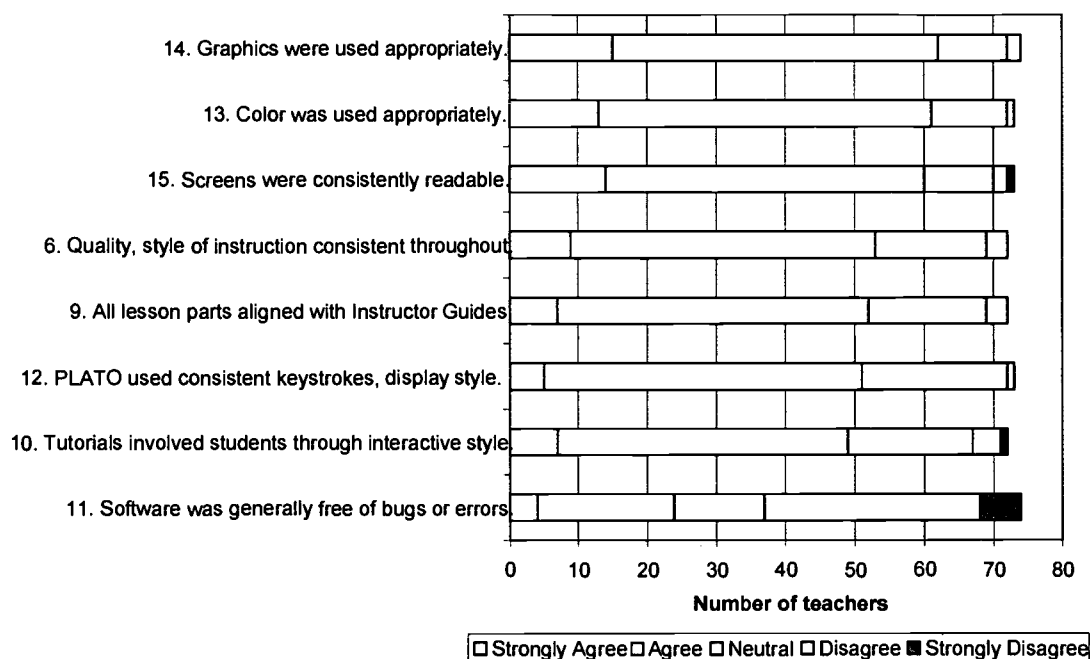 14. Graphics were used appropriately.
13. Color was used appropriately.
15. Screens were consistently readable.
6. Quality, style of instruction consistent throughout
9. All lesson parts aligned with Instructor Guides
12. PLATO used consistent keystrokes, display style.
10. Tutorials involved students through interactive style.
11. Software was generally free of bugs or errors.
0 10 20 30 40 50 60 70 80
Number of teachers
Strongly Agree Agree Neutral Disagree Strongly Disagree